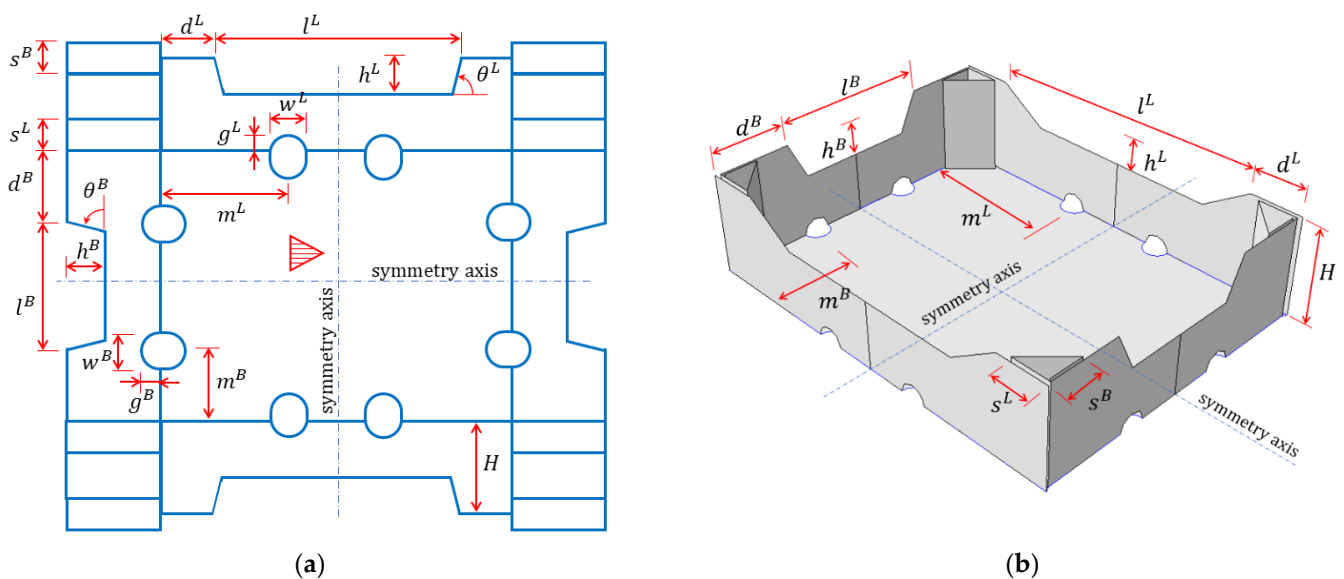 d^L
l^L
s^B
h^L
θ^L
w^L
g^L
s^L
d^B
θ^B
m^L
h^B
symmetry axis
l^B
symmetry axis
w^B
m^B
g^B
H
(a)
l^B
l^L
d^B
h^B
h^L
d^L
m^L
H
m^B
symmetry axis
s^L
s^B
symmetry axis
(b)